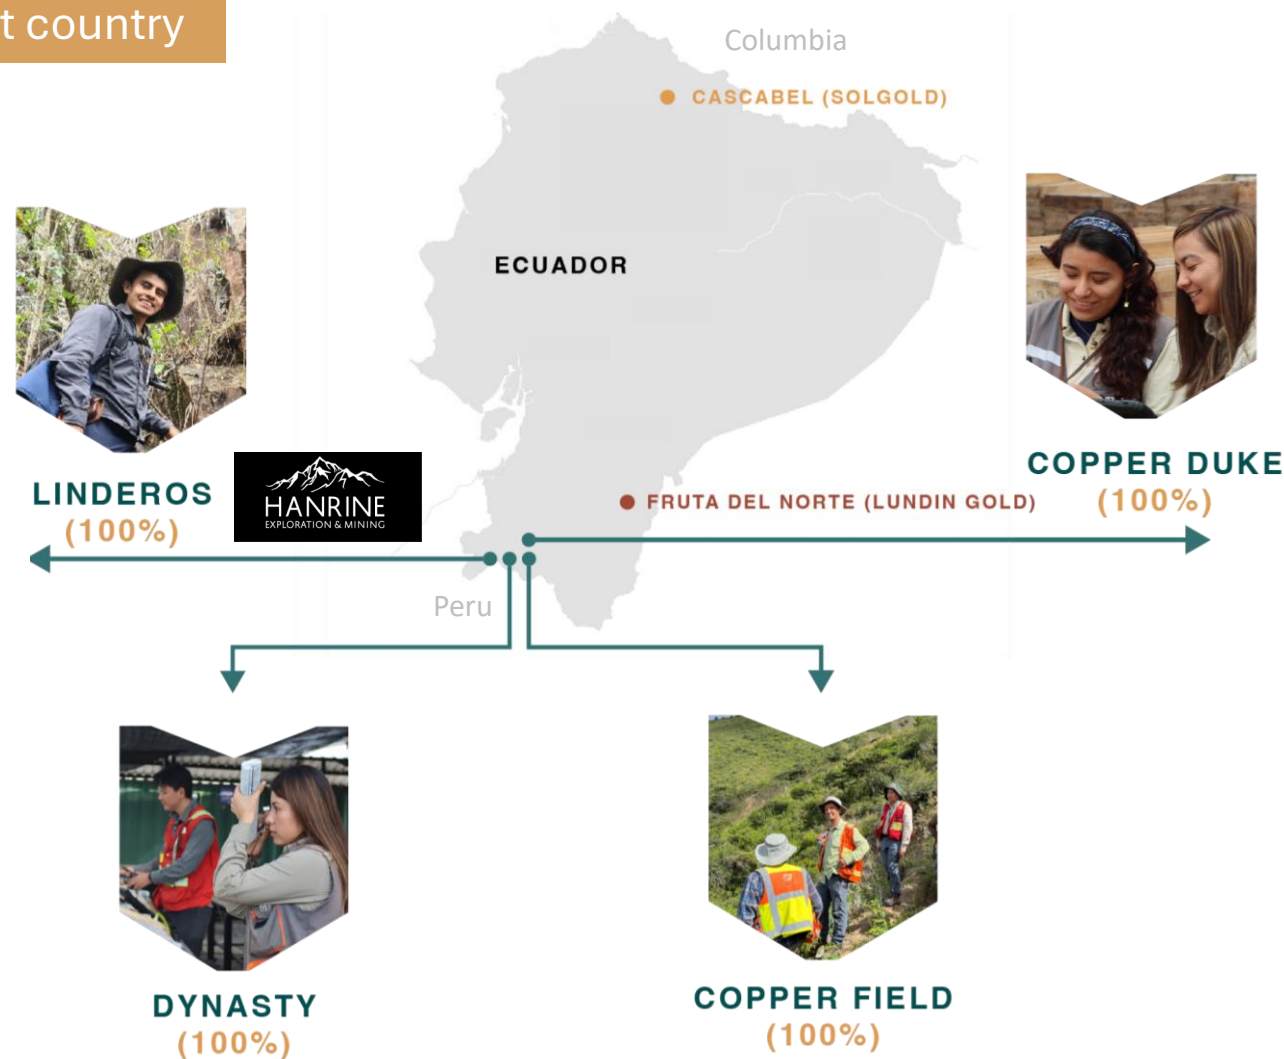 t country
Columbia
CASCABEL (SOLGOLD)
ECUADOR
LINDEROS
(100%)
HANRINE
EXPLORATION & MINING
COPPER DUKE
(100%)
FRUTA DEL NORTE (LUNDIN GOLD)
Peru
DYNASTY
(100%)
COPPER FIELD
(100%)